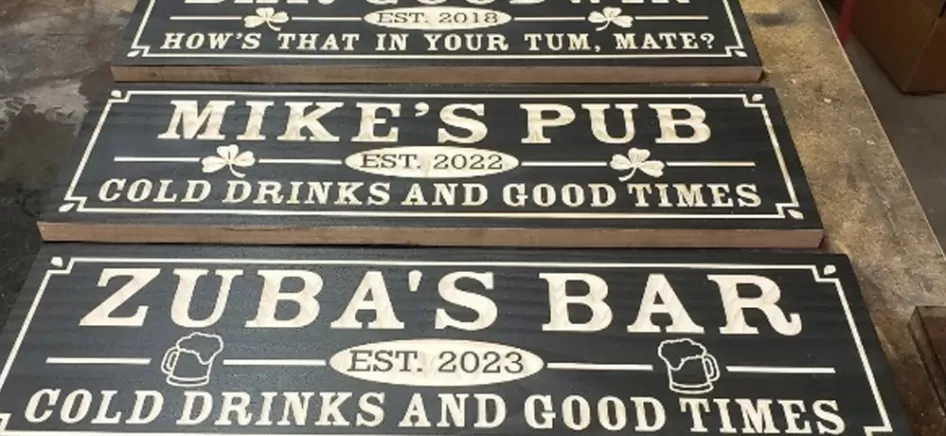 EST. 2018
HOW'S THAT IN YOUR TUM, MATE?
MIKE'S PUB
EST. 2022
COLD DRINKS AND GOOD TIMES
ZUBA'S BAR
EST. 2023
COLD DRINKS AND GOOD TIMES